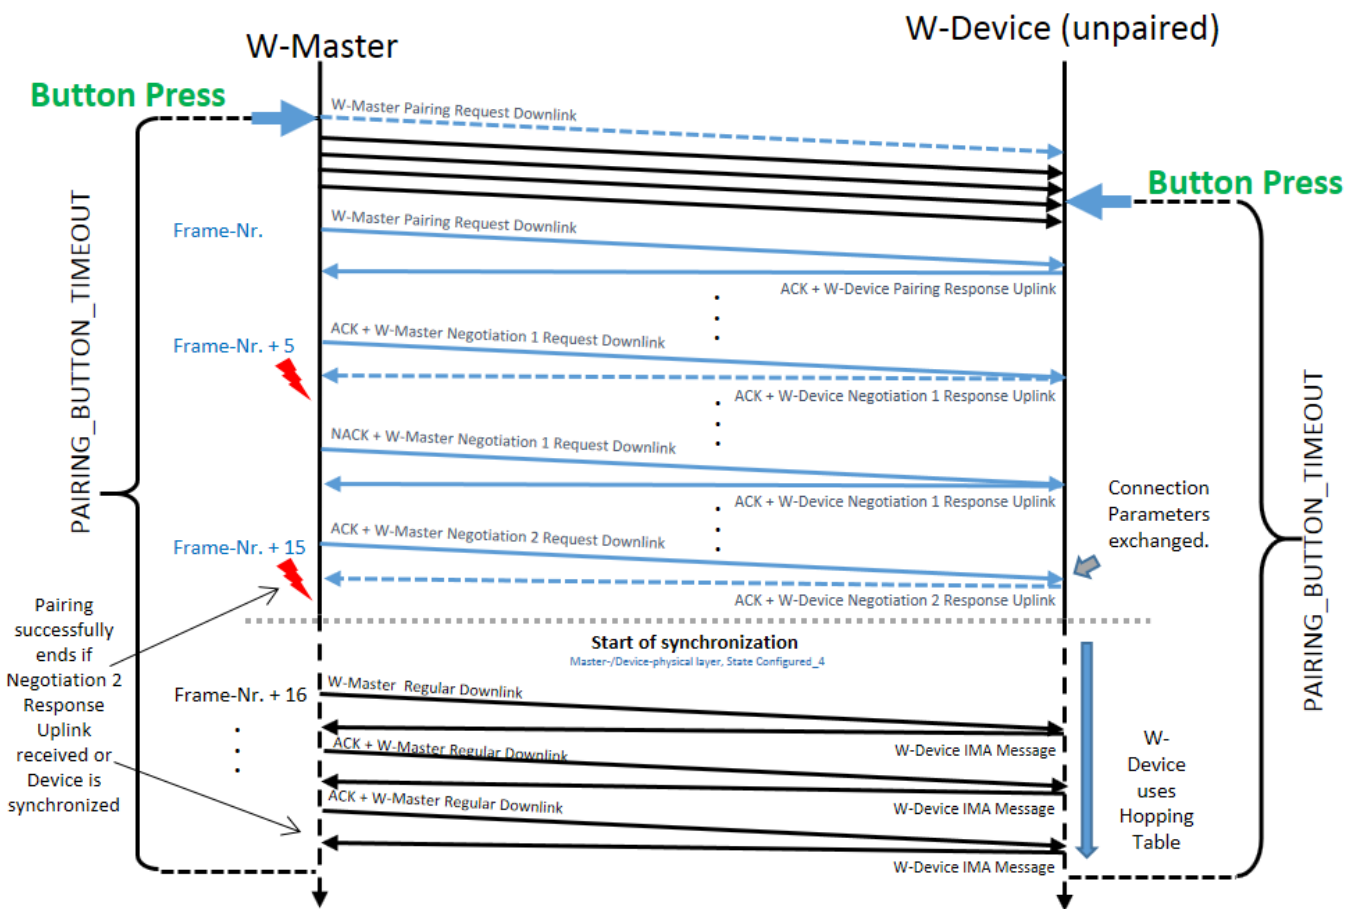 W-Master
W-Device (unpaired)
Button Press
W-Master Pairing Request Downlink
Button Press
W-Master Pairing Request Downlink
Frame-Nr.
ACK + W-Device Pairing Response Uplink
ACK + W-Master Negotiation 1 Request Downlink
Frame-Nr. + 5
ACK + W-Device Negotiation 1 Response Uplink
NACK + W-Master Negotiation 1 Request Downlink
ACK + W-Device Negotiation 1 Response Uplink
Connection
Parameters
exchanged.
ACK + W-Master Negotiation 2 Request Downlink
Frame-Nr. + 15
ACK + W-Device Negotiation 2 Response Uplink
PAIRING_BUTTON_TIMEOUT
PAIRING_BUTTON_TIMEOUT
Pairing
successfully
ends if
Negotiation 2
Response
Uplink
received or
Device is
synchronized
Start of synchronization
Master-/Device-physical layer, State Configured_4
W-Master Regular Downlink
Frame-Nr. + 16
W-Device IMA Message
ACK + W-Master Regular Downlink
W-Device IMA Message
ACK + W-Master Regular Downlink
W-Device IMA Message
W-
Device
uses
Hopping
Table